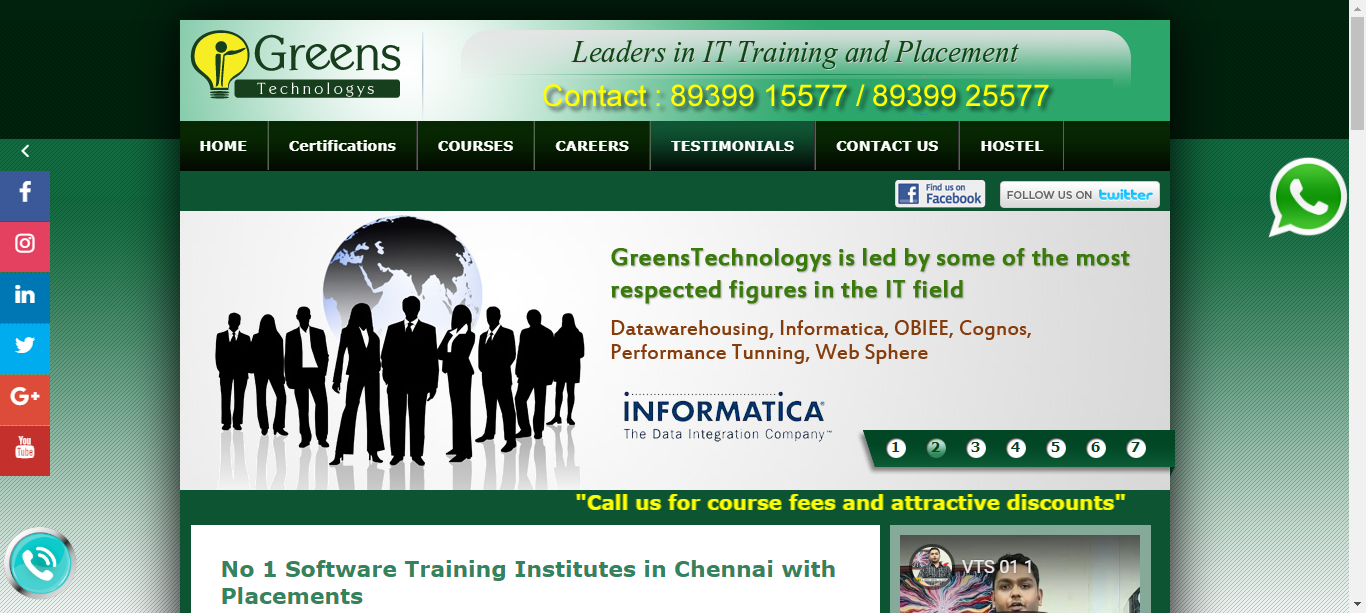 Greens
Technologys
Leaders in IT Training and Placement
Contact : 89399 15577 / 89399 25577
HOME Certifications COURSES CAREERS TESTIMONIALS CONTACT US HOSTEL
Find us on
Facebook
FOLLOW US ON twitter
f
in
G+
You
Tube
GreensTechnologys is led by some of the most
respected figures in the IT field
Datawarehousing, Informatica, OBIEE, Cognos,
Performance Tunning, Web Sphere
INFORMATICA®
The Data Integration Company™
1 2 3 4 5 6 7
"Call us for course fees and attractive discounts"
No 1 Software Training Institutes in Chennai with
Placements
VTS 01 1